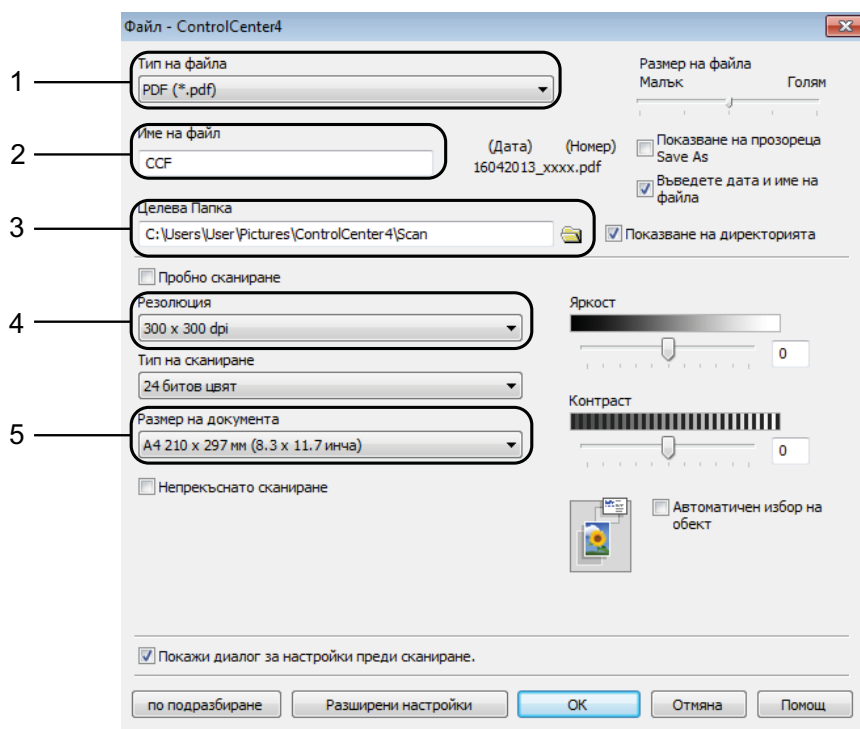 Файл - ControlCenter4
1
Тип на файла
PDF (*.pdf)
Размер на файла
Малък Голям
2
Име на файл
CCF
(Дата) (Номер)
16042013_xxxx.pdf
Показване на прозореца
Save As
Въведете дата и име на
файла
3
Целева Папка
C:\Users\User\Pictures\ControlCenter4\Scan
Показване на директорията
Пробно сканиране
4
Резолюция
300 x 300 dpi
Яркост
0
Тип на сканиране
24 битов цвят
5
Размер на документа
A4 210 x 297 мм (8.3 x 11.7 инча)
Контраст
0
Непрекъснато сканиране
Автоматичен избор на
обект
Покажи диалог за настройки преди сканиране.
по подразбиране Разширени настройки OK Отмяна Помощ